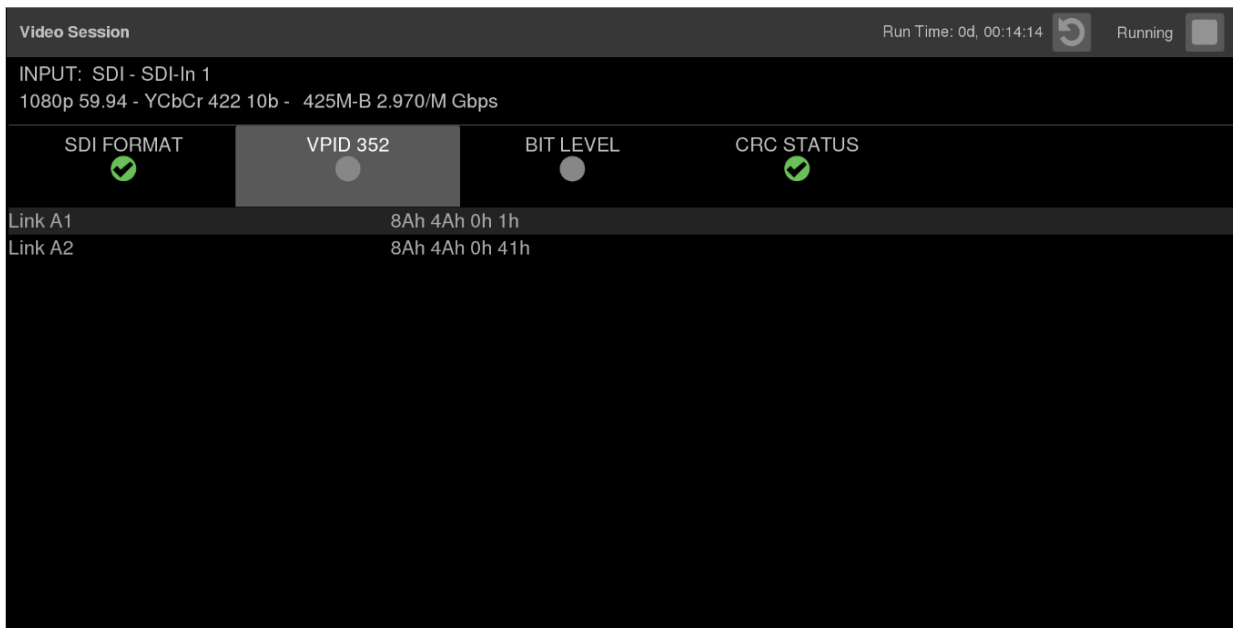 Video Session Run Time: 0d, 00:14:14 Running
INPUT: SDI - SDI-In 1
1080p 59.94 - YCbCr 422 10b - 425M-B 2.970/M Gbps
SDI FORMAT VPID 352 BIT LEVEL CRC STATUS
Link A1 8Ah 4Ah 0h 1h
Link A2 8Ah 4Ah 0h 41h